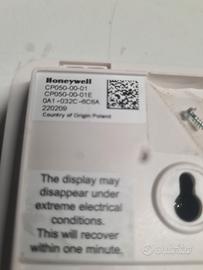 Honeywell
CP050-00-01
CP050-00-01E
0A1-032C-6C6A
220209
Country of Origin Poland
The display may
disappear under
extreme electrical
conditions.
This will recover
within one minute.
subito